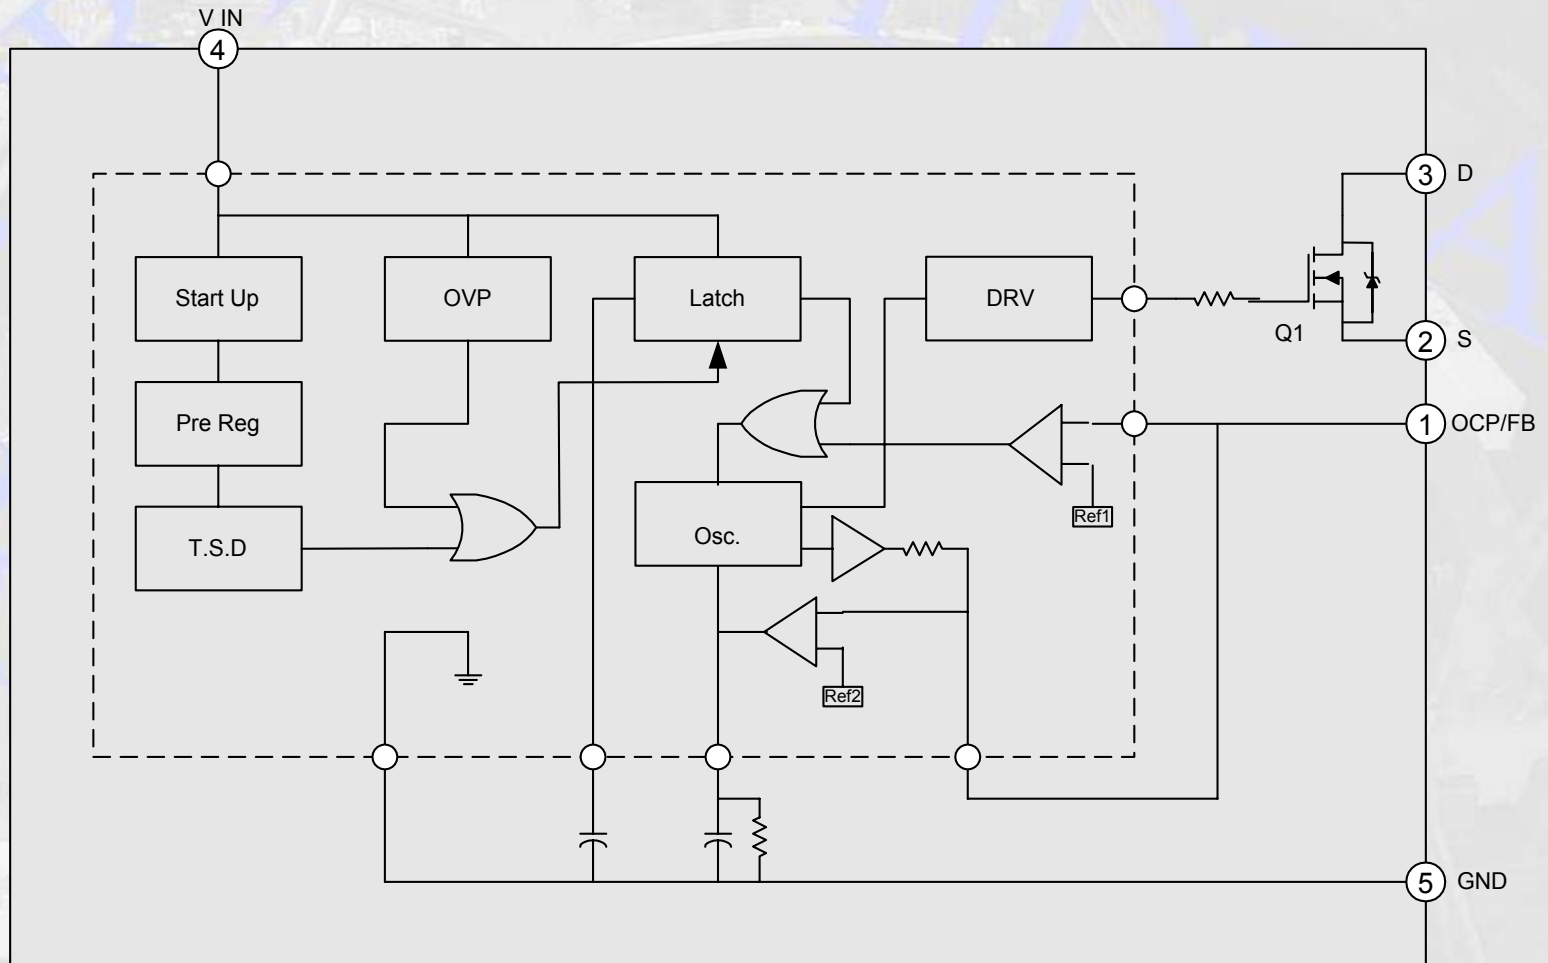 V IN
4
3 D
Start Up
OVP
Latch
DRV
Q1
2 S
Pre Reg
1 OCP/FB
Ref1
T.S.D
Osc.
Ref2
5 GND